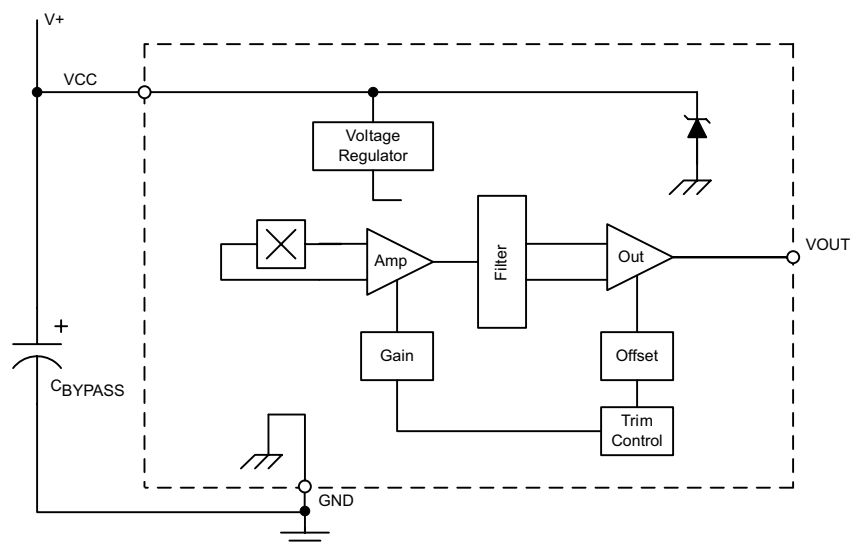 V+
VCC
Voltage
Regulator
Amp
Filter
Out
VOUT
+
Gain
Offset
CBYPASS
Trim
Control
GND